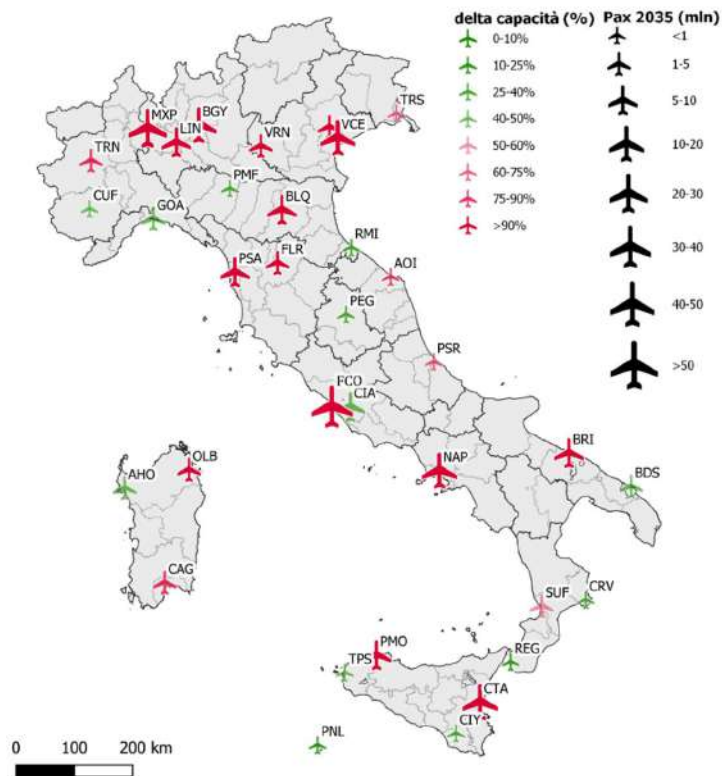 delta capacità (%)
0-10%
10-25%
25-40%
40-50%
50-60%
60-75%
75-90%
>90%
Pax 2035 (mln)
<1
1-5
5-10
10-20
20-30
30-40
40-50
>50
TRS
MXP
BGY
LIN
VRN
VCE
TRN
PMF
CUF
GOA
BLQ
RMI
PSA
FLR
AOI
PEG
PSR
FCO
CIA
BRI
NAP
OLB
AHO
BDS
CAG
SUF
CRV
PMO
REG
TPS
CTA
CIY
PNL
0 100 200 km